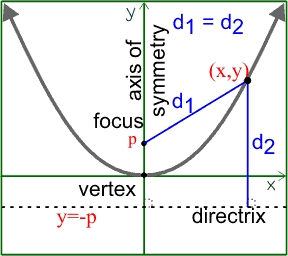 y
d1 = d2
axis of
symmetry
(x,y)
d1
focus
p
d2
vertex
x
directrix
y=-p